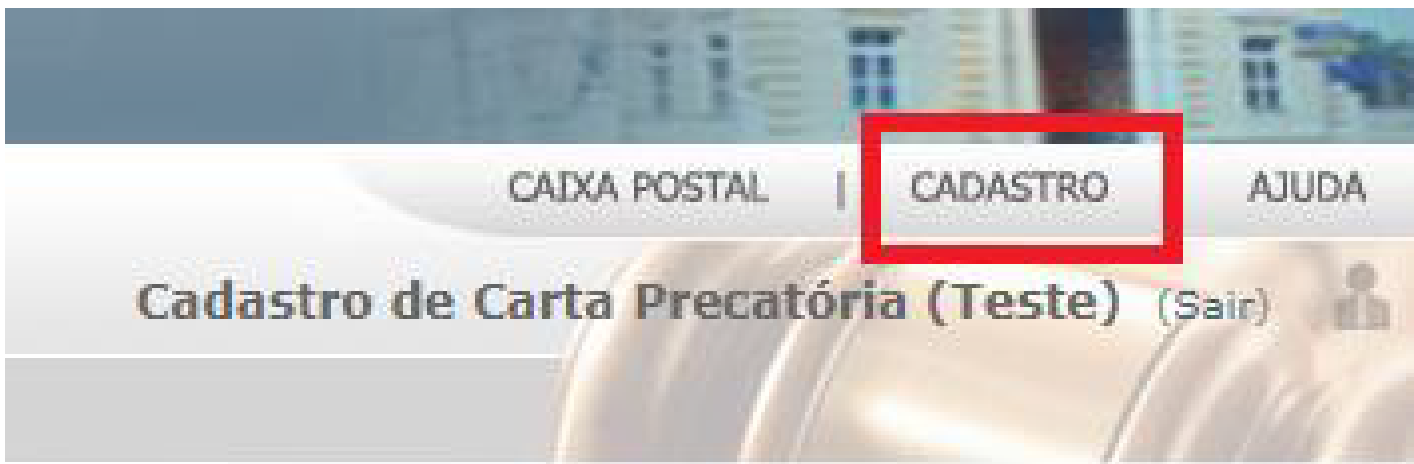 CAIXA POSTAL | CADASTRO AJUDA
Cadastro de Carta Precatória (Teste) (Sair)